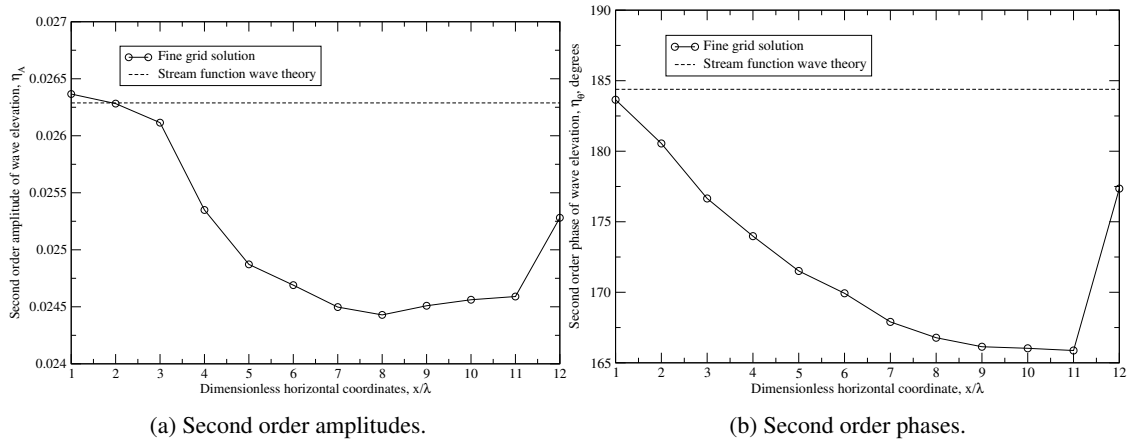 0.027
0.0265
0.026
0.0255
0.025
0.0245
0.024
Second order amplitude of wave elevation, η_A
Fine grid solution
Stream function wave theory
1 2 3 4 5 6 7 8 9 10 11 12
Dimensionless horizontal coordinates, x/λ
(a) Second order amplitudes.
190
185
180
175
170
165
Second order phase of wave elevation, η_θ, degrees
Fine grid solution
Stream function wave theory
1 2 3 4 5 6 7 8 9 10 11 12
Dimensionless horizontal coordinate, x/λ
(b) Second order phases.